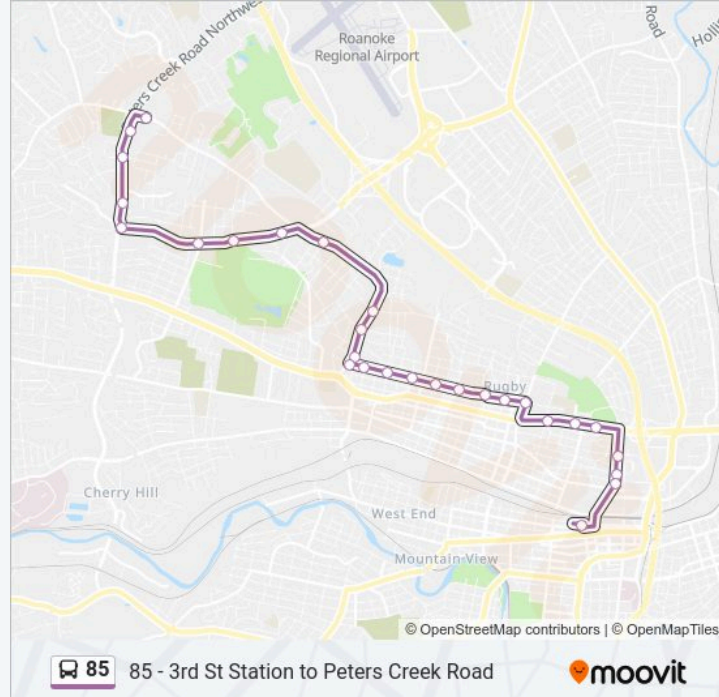 Peters Creek Road Northwest
Road
Hollins
Roanoke
Regional Airport
Rugby
Cherry Hill
West End
Mountain View
© OpenStreetMap contributors | © OpenMapTiles
85
85 - 3rd St Station to Peters Creek Road
moovit